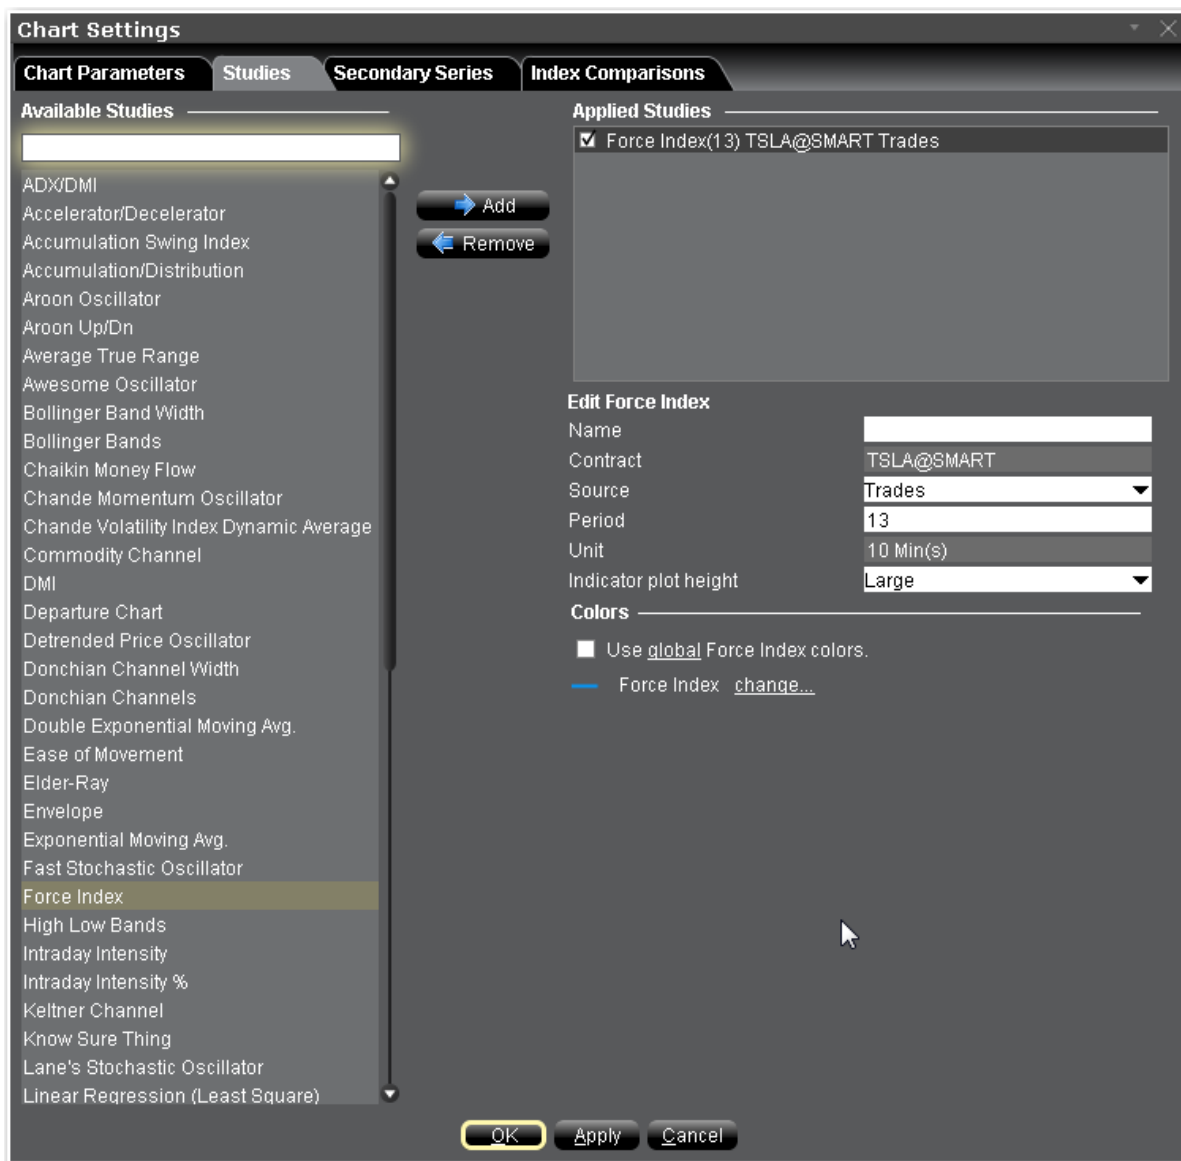 Chart Settings
Chart Parameters
Studies
Secondary Series
Index Comparisons
Available Studies
ADX/DMI
Accelerator/Decelerator
Accumulation Swing Index
Accumulation/Distribution
Aroon Oscillator
Aroon Up/Dn
Average True Range
Awesome Oscillator
Bollinger Band Width
Bollinger Bands
Chaikin Money Flow
Chande Momentum Oscillator
Chande Volatility Index Dynamic Average
Commodity Channel
DMI
Departure Chart
Detrended Price Oscillator
Donchian Channel Width
Donchian Channels
Double Exponential Moving Avg.
Ease of Movement
Elder-Ray
Envelope
Exponential Moving Avg.
Fast Stochastic Oscillator
Force Index
High Low Bands
Intraday Intensity
Intraday Intensity %
Keltner Channel
Know Sure Thing
Lane's Stochastic Oscillator
Linear Regression (Least Square)
Add
Remove
Applied Studies
Force Index(13) TSLA@SMART Trades
Edit Force Index
Name
Contract TSLA@SMART
Source Trades
Period 13
Unit 10 Min(s)
Indicator plot height Large
Colors
Use global Force Index colors.
Force Index change...
OK Apply Cancel